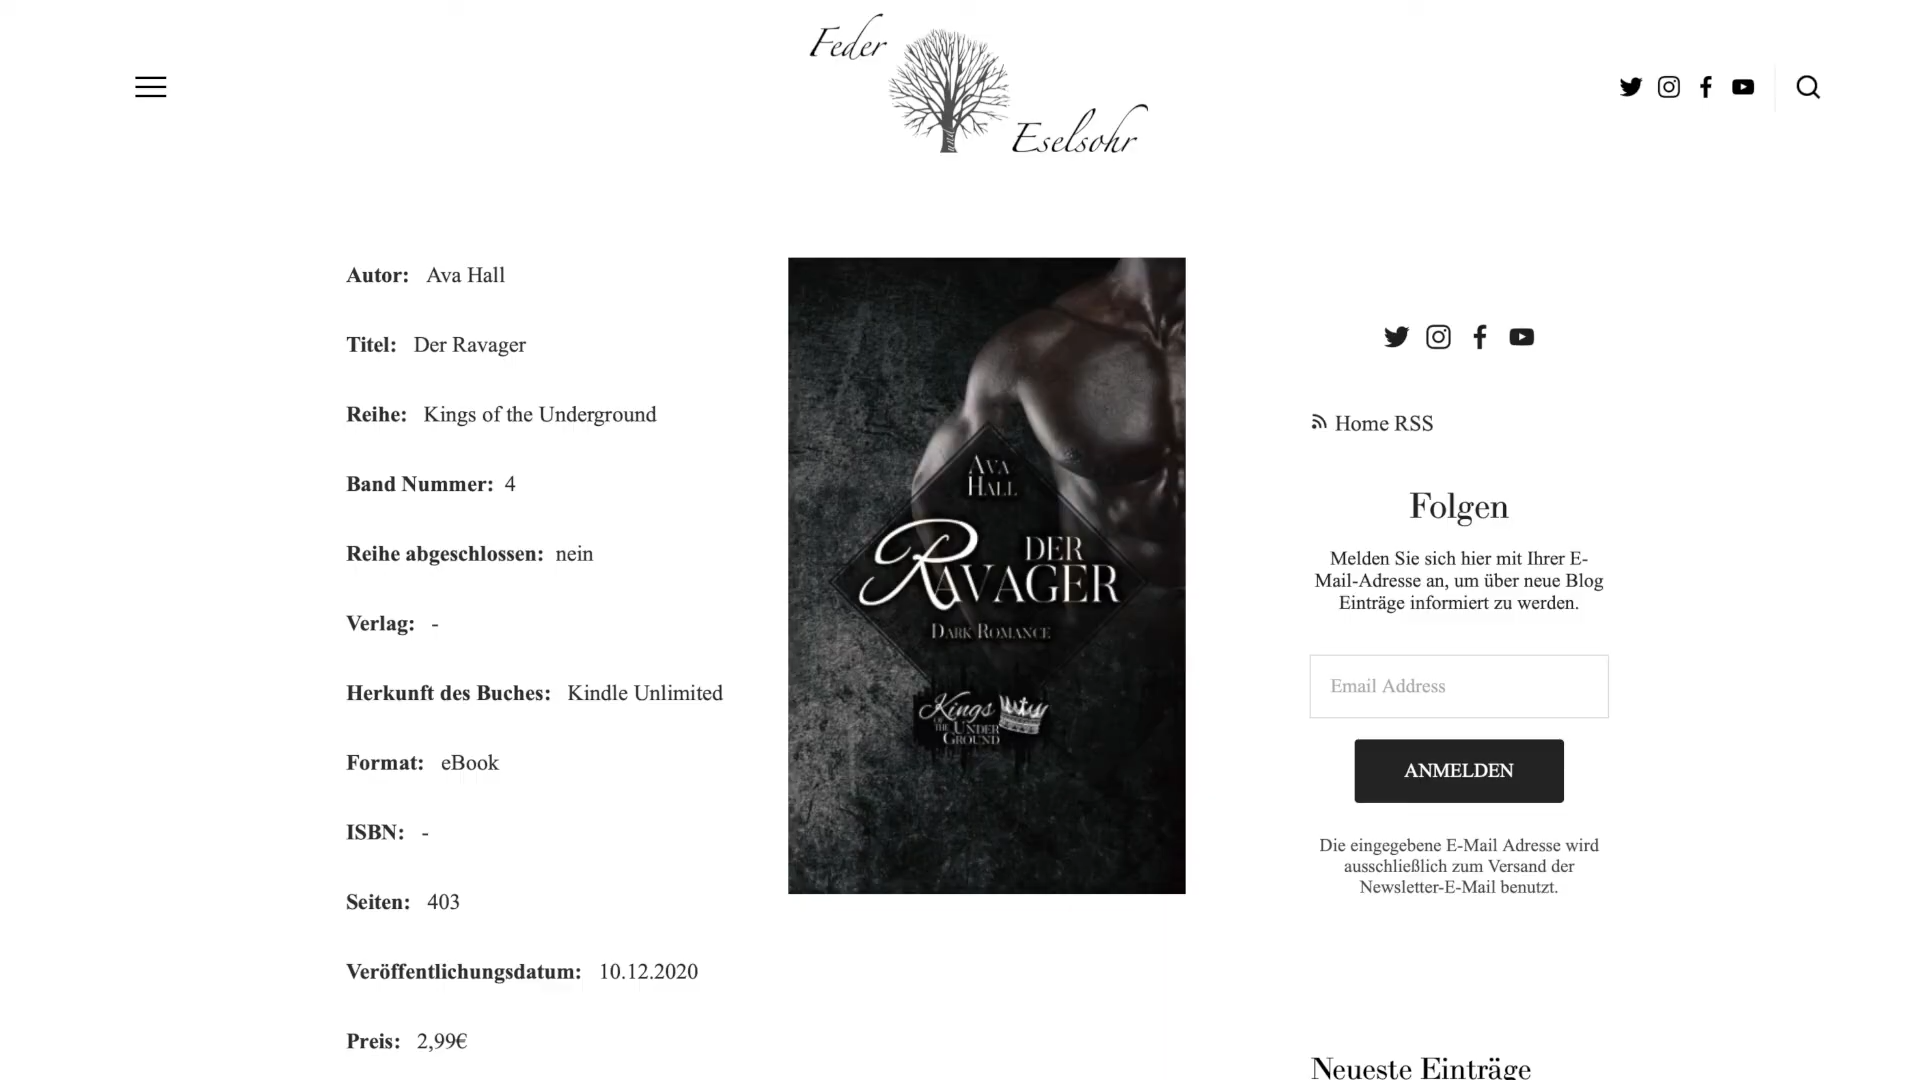 Feder
Eselsohr
Autor: Ava Hall
Titel: Der Ravager
Reihe: Kings of the Underground
Band Nummer: 4
Reihe abgeschlossen: nein
Verlag: -
Herkunft des Buches: Kindle Unlimited
Format: eBook
ISBN: -
Seiten: 403
Veröffentlichungsdatum: 10.12.2020
Preis: 2,99€
AVA
HALL
DER
RAVAGER
DARK ROMANCE
Kings
OF THE UNDER
GROUND
Home RSS
Folgen
Melden Sie sich hier mit Ihrer E-
Mail-Adresse an, um über neue Blog
Einträge informiert zu werden.
Email Address
ANMELDEN
Die eingegebene E-Mail Adresse wird
ausschließlich zum Versand der
Newsletter-E-Mail benutzt.
Neueste Einträge